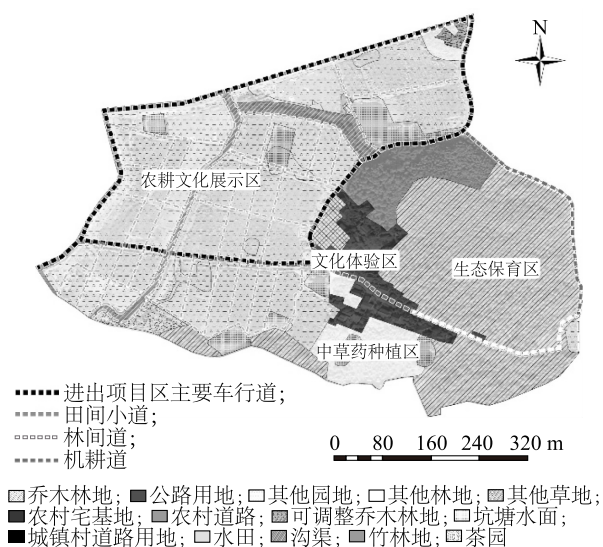 N
农耕文化展示区
文化体验区
生态保育区
中草药种植区
进出项目区主要车行道;
田间小道;
林间道;
机耕道
0 80 160 240 320 m
乔木林地; 公路用地; 其他园地; 其他林地; 其他草地;
农村宅基地; 农村道路; 可调整乔木林地; 坑塘水面;
城镇村道路用地; 水田; 沟渠; 竹林地; 茶园